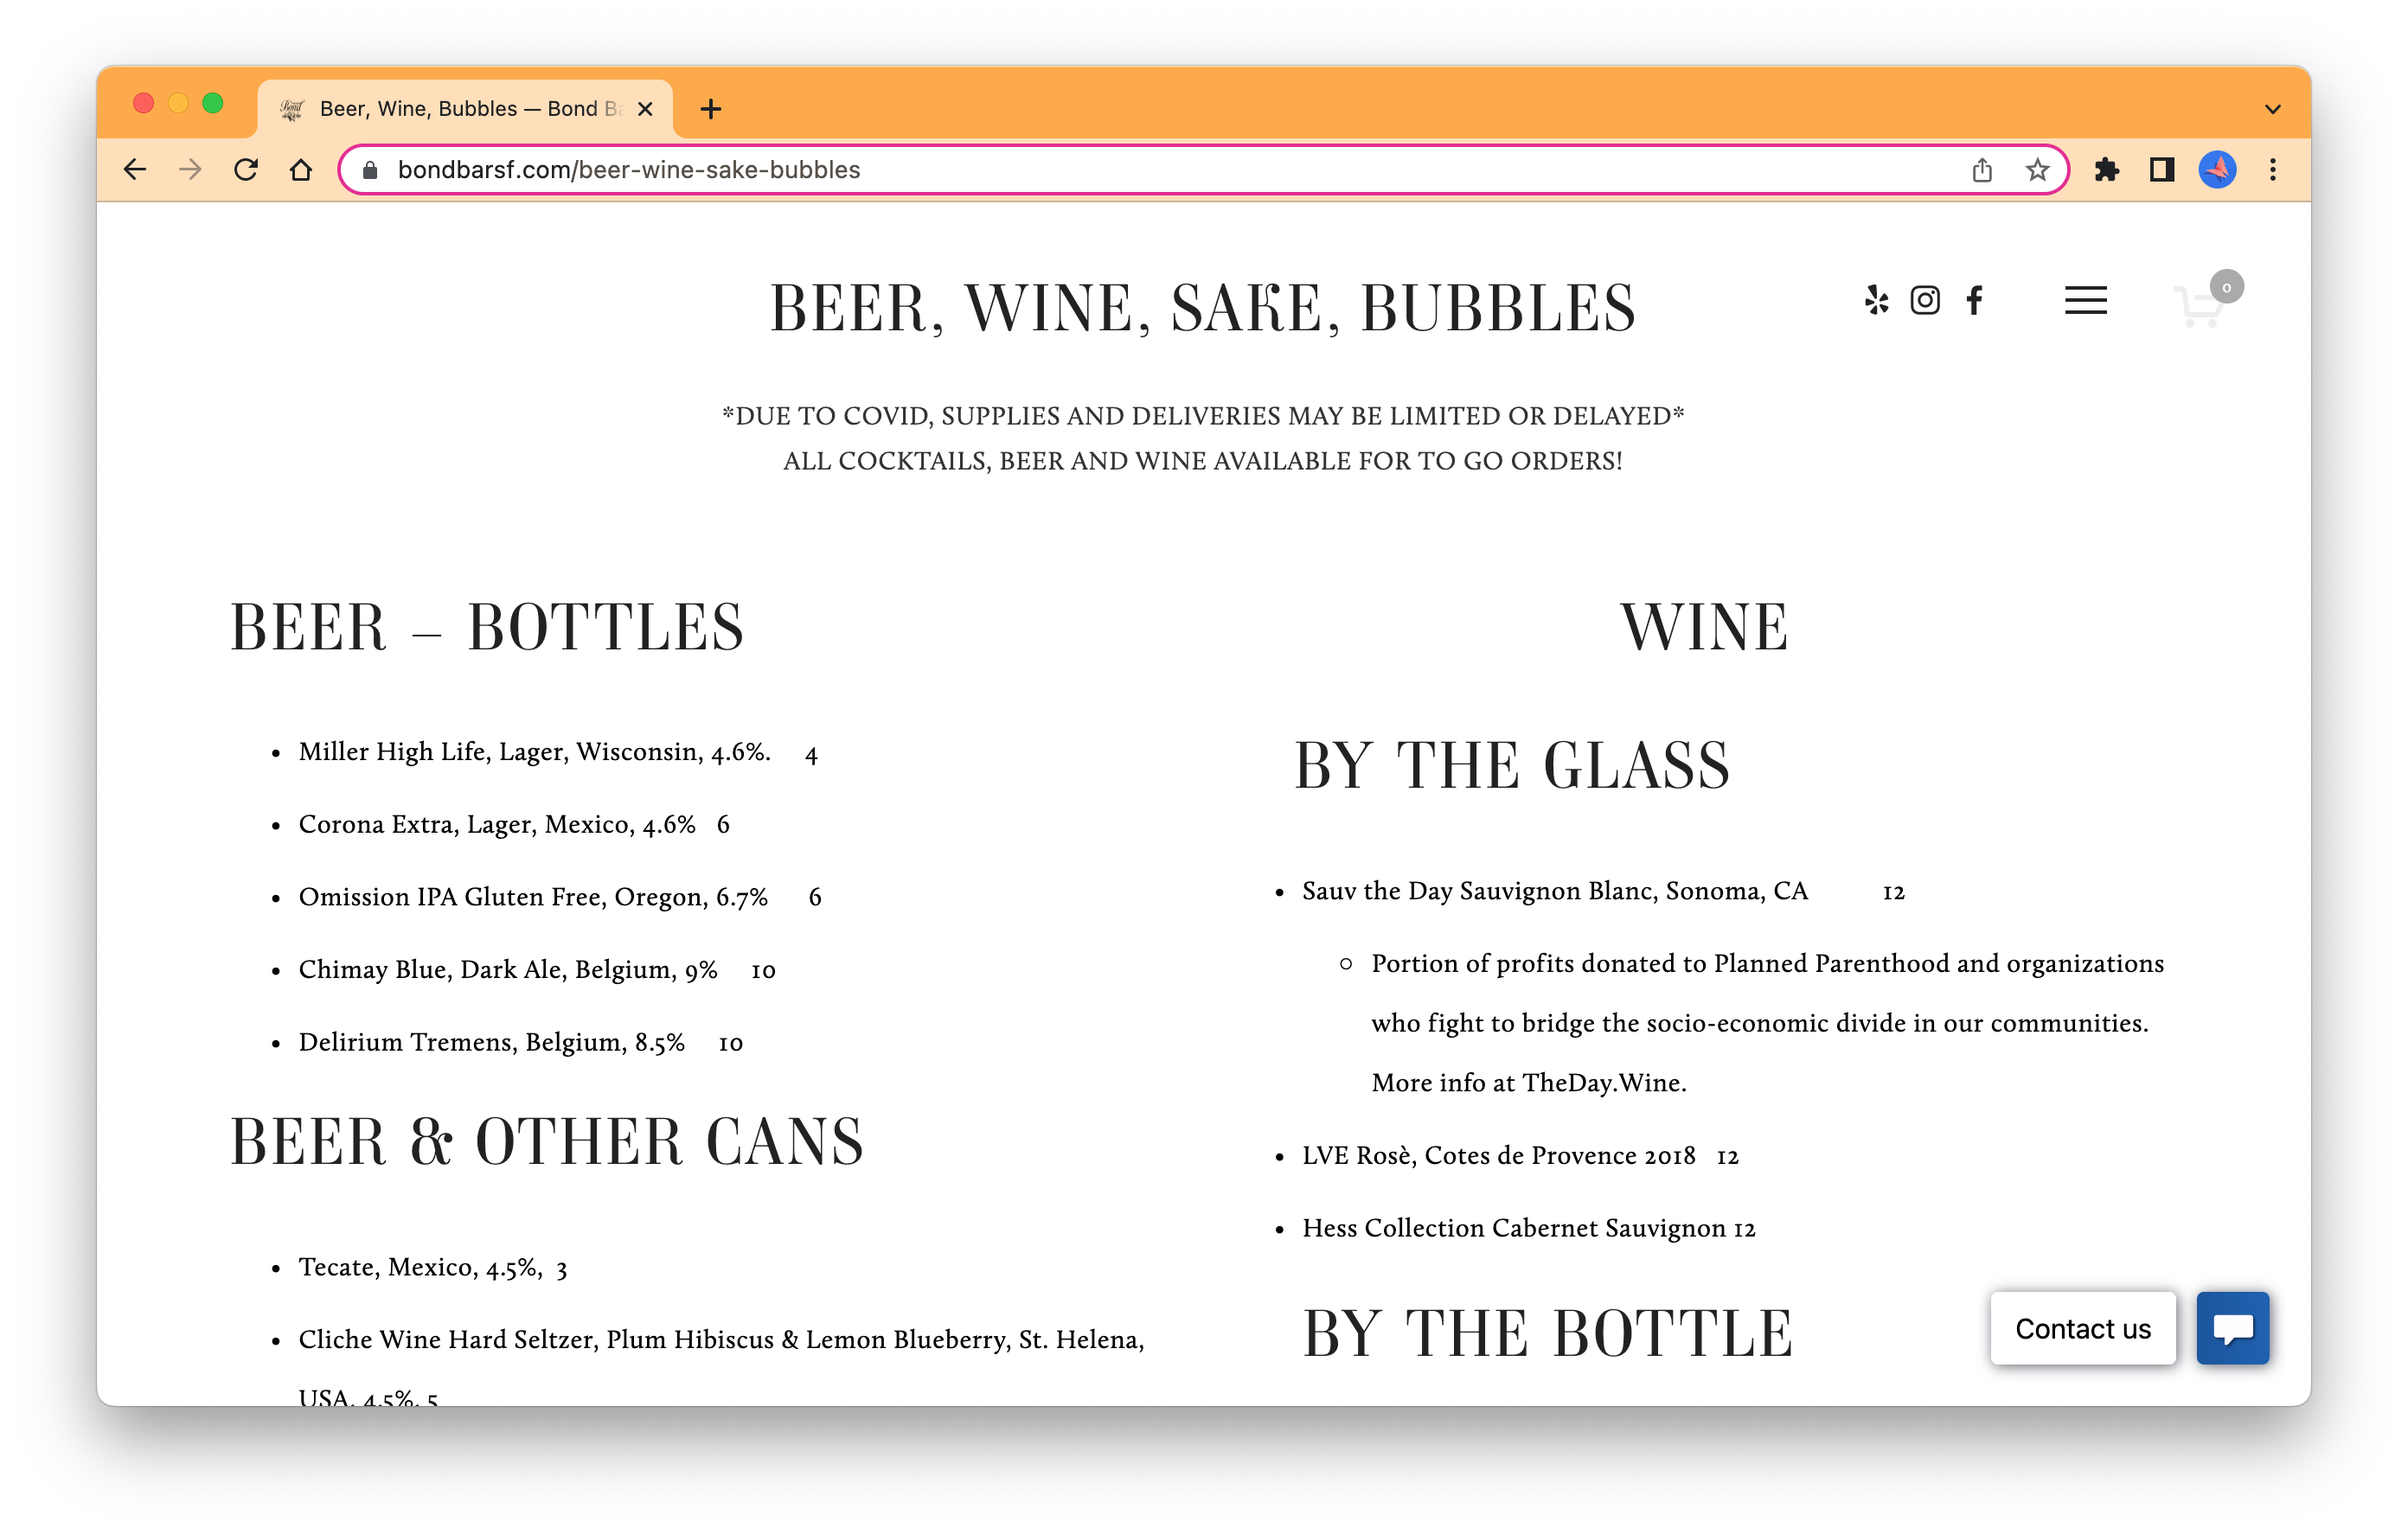 Beer, Wine, Bubbles — Bond Ba
bondbarsf.com/beer-wine-sake-bubbles
BEER, WINE, SAKE, BUBBLES
0
*DUE TO COVID, SUPPLIES AND DELIVERIES MAY BE LIMITED OR DELAYED*
ALL COCKTAILS, BEER AND WINE AVAILABLE FOR TO GO ORDERS!
BEER – BOTTLES
• Miller High Life, Lager, Wisconsin, 4.6%. 4
• Corona Extra, Lager, Mexico, 4.6% 6
• Omission IPA Gluten Free, Oregon, 6.7% 6
• Chimay Blue, Dark Ale, Belgium, 9% 10
• Delirium Tremens, Belgium, 8.5% 10
BEER & OTHER CANS
• Tecate, Mexico, 4.5%, 3
• Cliche Wine Hard Seltzer, Plum Hibiscus & Lemon Blueberry, St. Helena,
USA, 4.5%, 5
WINE
BY THE GLASS
• Sauv the Day Sauvignon Blanc, Sonoma, CA 12
○ Portion of profits donated to Planned Parenthood and organizations
who fight to bridge the socio-economic divide in our communities.
More info at TheDay.Wine.
• LVE Rosè, Cotes de Provence 2018 12
• Hess Collection Cabernet Sauvignon 12
BY THE BOTTLE
Contact us